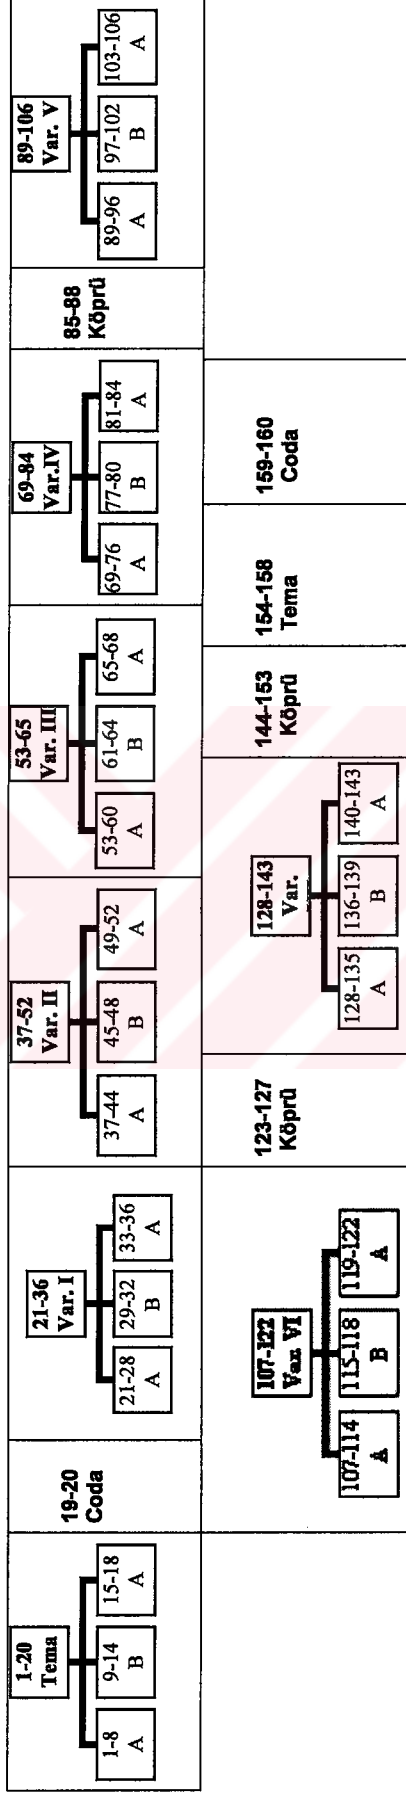 1-20
Tema
1-8
A
9-14
B
15-18
A
19-20
Coda
21-36
Var. I
21-28
A
29-32
B
33-36
A
37-52
Var. II
37-44
A
45-48
B
49-52
A
53-65
Var. III
53-60
A
61-64
B
65-68
A
69-84
Var.IV
69-76
A
77-80
B
81-84
A
85-88
Köprü
89-106
Var. V
89-96
A
97-102
B
103-106
A
107-122
Var. VI
107-114
A
115-118
B
119-122
A
123-127
Köprü
128-143
Var.
128-135
A
136-139
B
140-143
A
144-153
Köprü
154-158
Tema
159-160
Coda